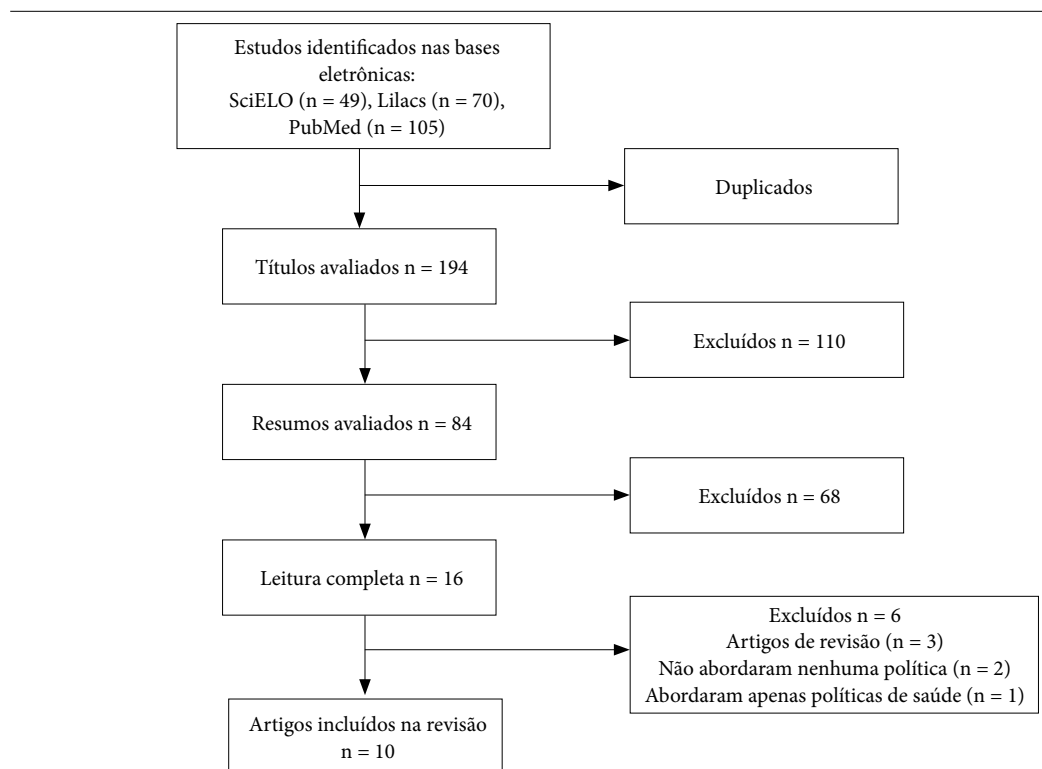 Estudos identificados nas bases
eletrônicas:
SciELO (n = 49), Lilacs (n = 70),
PubMed (n = 105)
Duplicados
Títulos avaliados n = 194
Excluídos n = 110
Resumos avaliados n = 84
Excluídos n = 68
Leitura completa n = 16
Excluídos n = 6
Artigos de revisão (n = 3)
Não abordaram nenhuma política (n = 2)
Abordaram apenas políticas de saúde (n = 1)
Artigos incluídos na revisão
n = 10